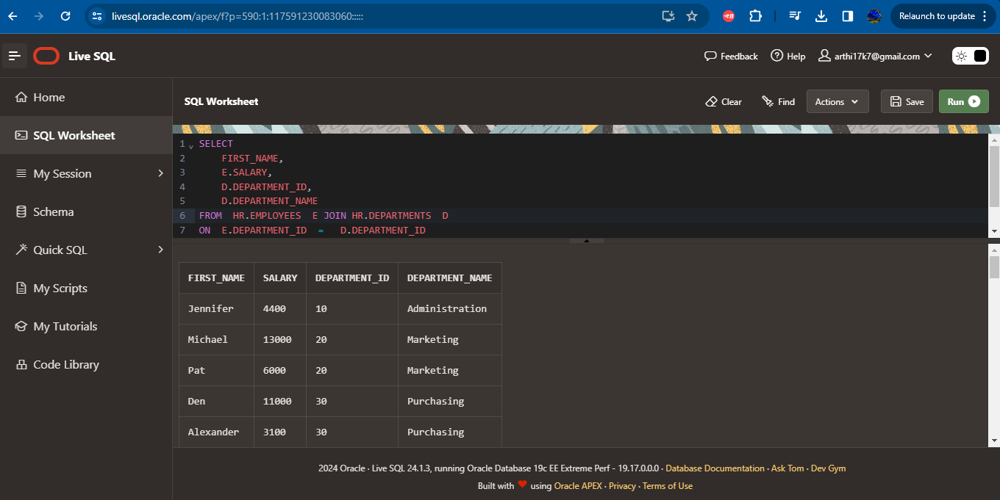 livesql.oracle.com/apex/f?p=590:1:117591230083060:::::
Relaunch to update
Live SQL
Feedback
Help
arthi17k7@gmail.com
Home
SQL Worksheet
My Session
Schema
Quick SQL
My Scripts
My Tutorials
Code Library
SQL Worksheet
Clear
Find
Actions
Save
Run
1 SELECT
2 FIRST_NAME,
3 E.SALARY,
4 D.DEPARTMENT_ID,
5 D.DEPARTMENT_NAME
6 FROM HR.EMPLOYEES E JOIN HR.DEPARTMENTS D
7 ON E.DEPARTMENT_ID = D.DEPARTMENT_ID
FIRST_NAME SALARY DEPARTMENT_ID DEPARTMENT_NAME
Jennifer 4400 10 Administration
Michael 13000 20 Marketing
Pat 6000 20 Marketing
Den 11000 30 Purchasing
Alexander 3100 30 Purchasing
2024 Oracle · Live SQL 24.1.3, running Oracle Database 19c EE Extreme Perf - 19.17.0.0.0 · Database Documentation · Ask Tom · Dev Gym
Built with ❤ using Oracle APEX · Privacy · Terms of Use